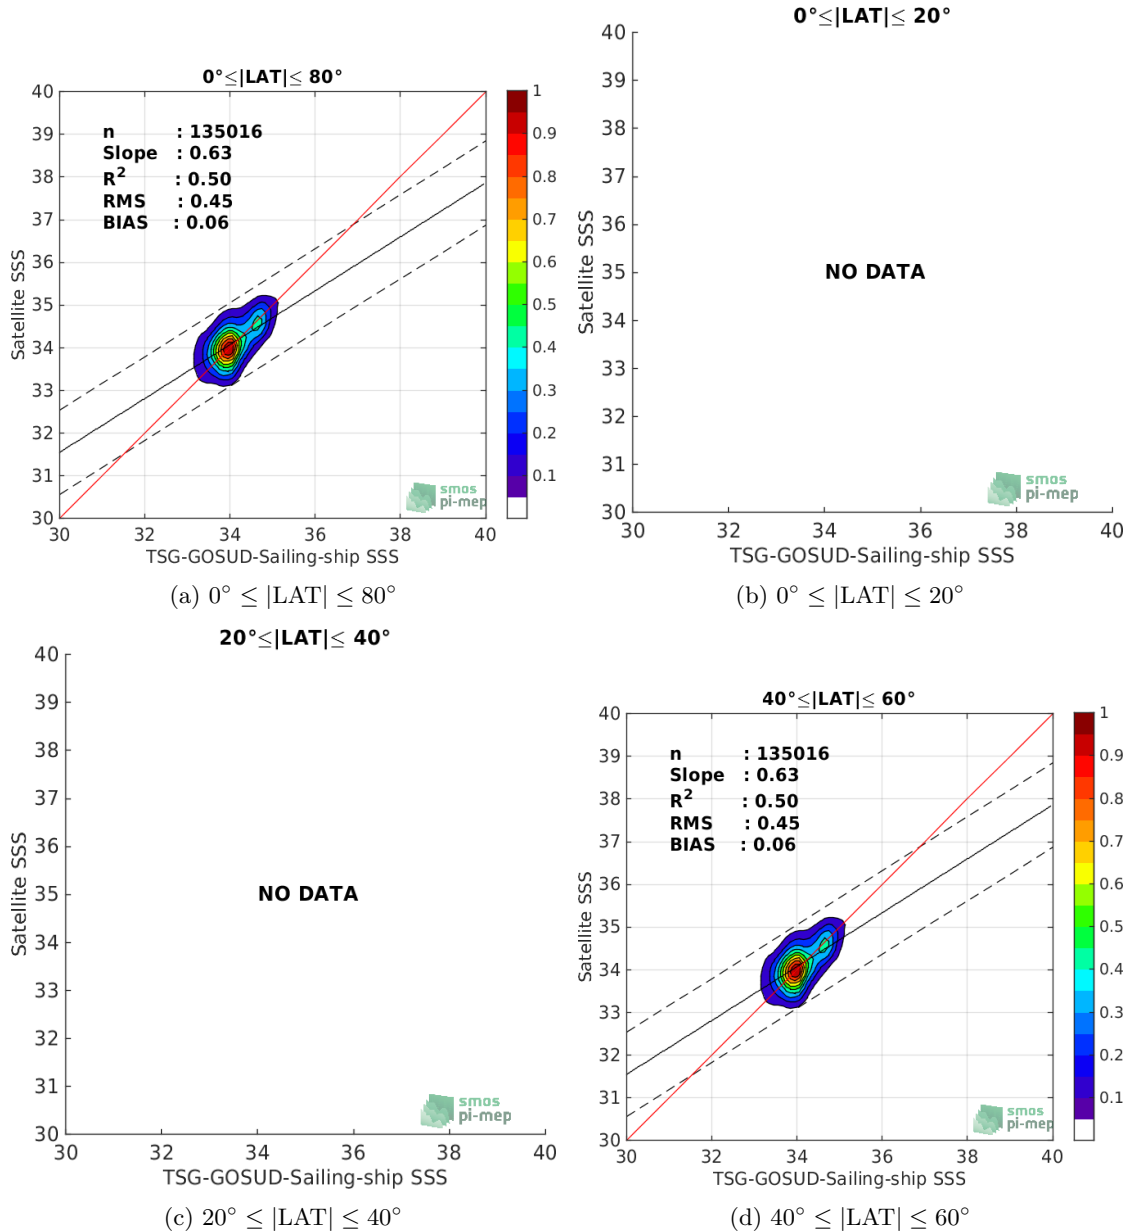 0°≤|LAT|≤ 80°
40
39
38
37
36
35
34
33
32
31
30
Satellite SSS
n : 135016
Slope : 0.63
R² : 0.50
RMS : 0.45
BIAS : 0.06
smos
pi-mep
30 32 34 36 38 40
TSG-GOSUD-Sailing-ship SSS
1
0.9
0.8
0.7
0.6
0.5
0.4
0.3
0.2
0.1
(a) 0° ≤ |LAT| ≤ 80°
0°≤|LAT|≤ 20°
40
39
38
37
36
35
34
33
32
31
30
Satellite SSS
NO DATA
smos
pi-mep
30 32 34 36 38 40
TSG-GOSUD-Sailing-ship SSS
(b) 0° ≤ |LAT| ≤ 20°
20°≤|LAT|≤ 40°
40
39
38
37
36
35
34
33
32
31
30
Satellite SSS
NO DATA
smos
pi-mep
30 32 34 36 38 40
TSG-GOSUD-Sailing-ship SSS
(c) 20° ≤ |LAT| ≤ 40°
40°≤|LAT|≤ 60°
40
39
38
37
36
35
34
33
32
31
30
Satellite SSS
n : 135016
Slope : 0.63
R² : 0.50
RMS : 0.45
BIAS : 0.06
smos
pi-mep
30 32 34 36 38 40
TSG-GOSUD-Sailing-ship SSS
1
0.9
0.8
0.7
0.6
0.5
0.4
0.3
0.2
0.1
(d) 40° ≤ |LAT| ≤ 60°